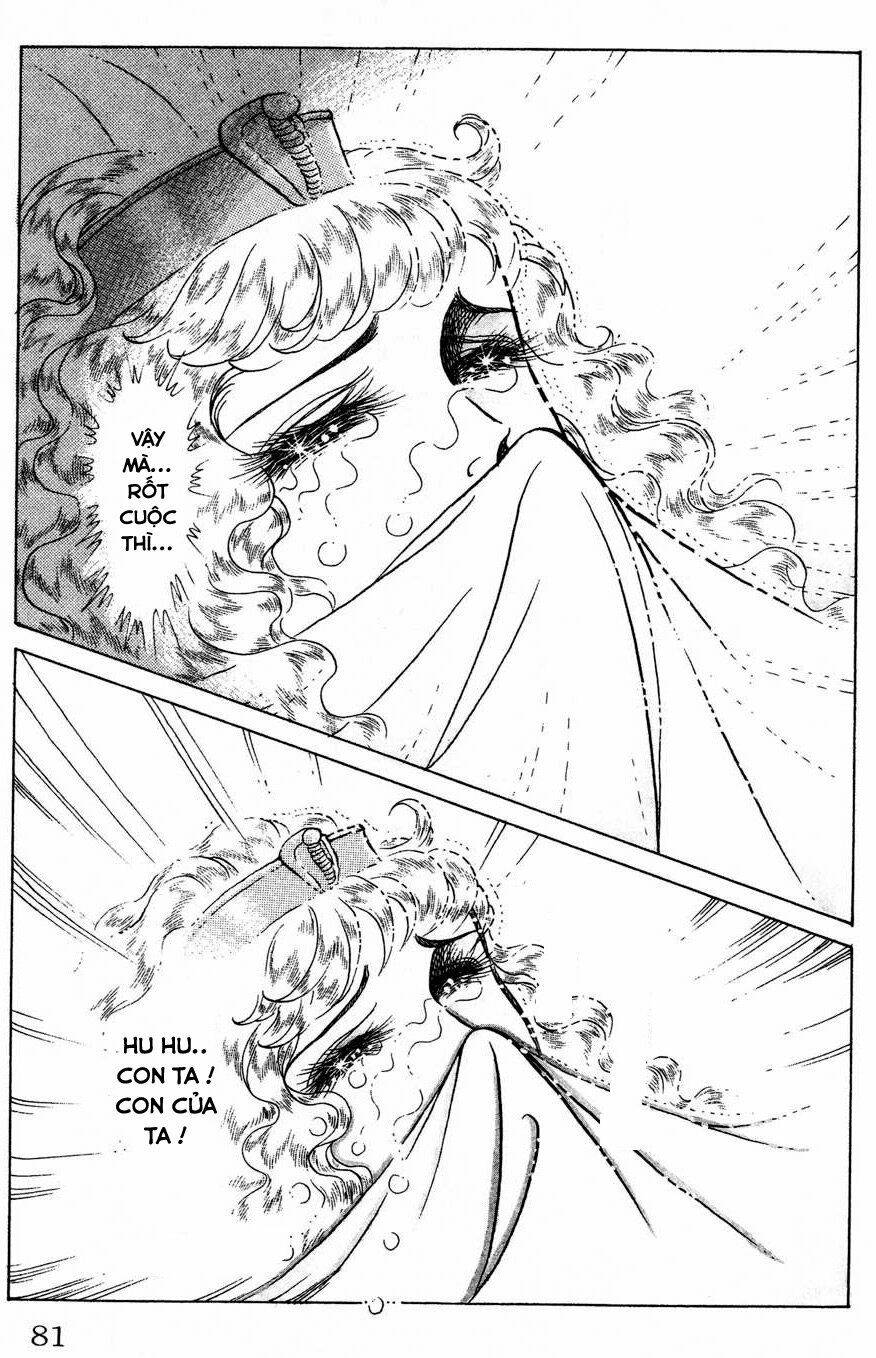 VẬY
MÀ...
RỐT
CUỘC
THÌ...
HU HU..
CON TA !
CON CỦA
TA !
81